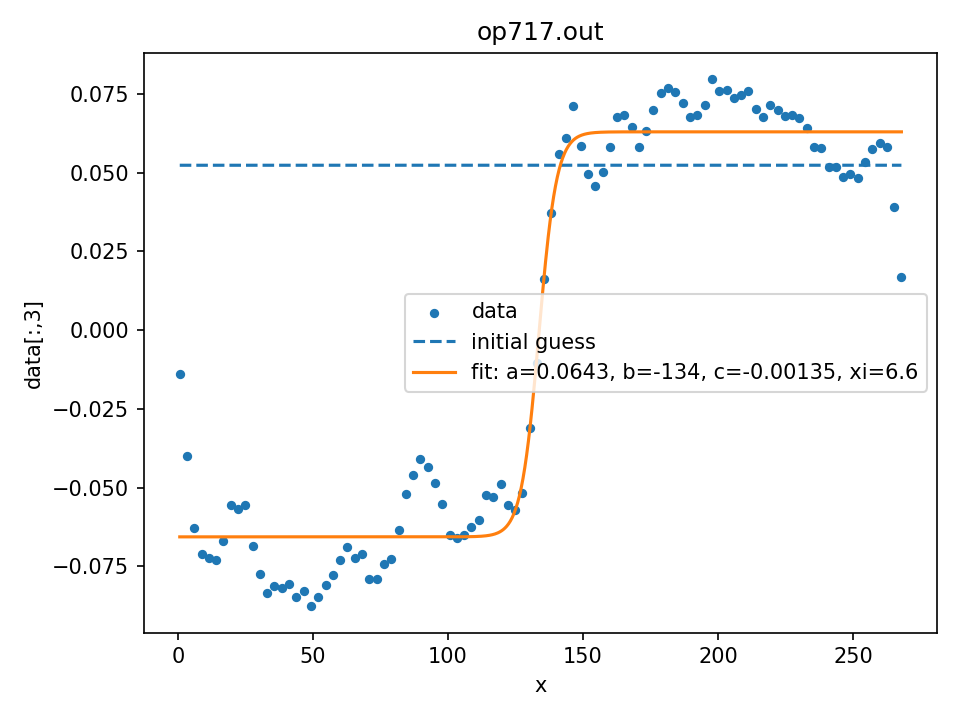 op717.out
0.075
0.050
0.025
0.000
−0.025
−0.050
−0.075
data[:,3]
data
initial guess
fit: a=0.0643, b=-134, c=-0.00135, xi=6.6
0 50 100 150 200 250
x